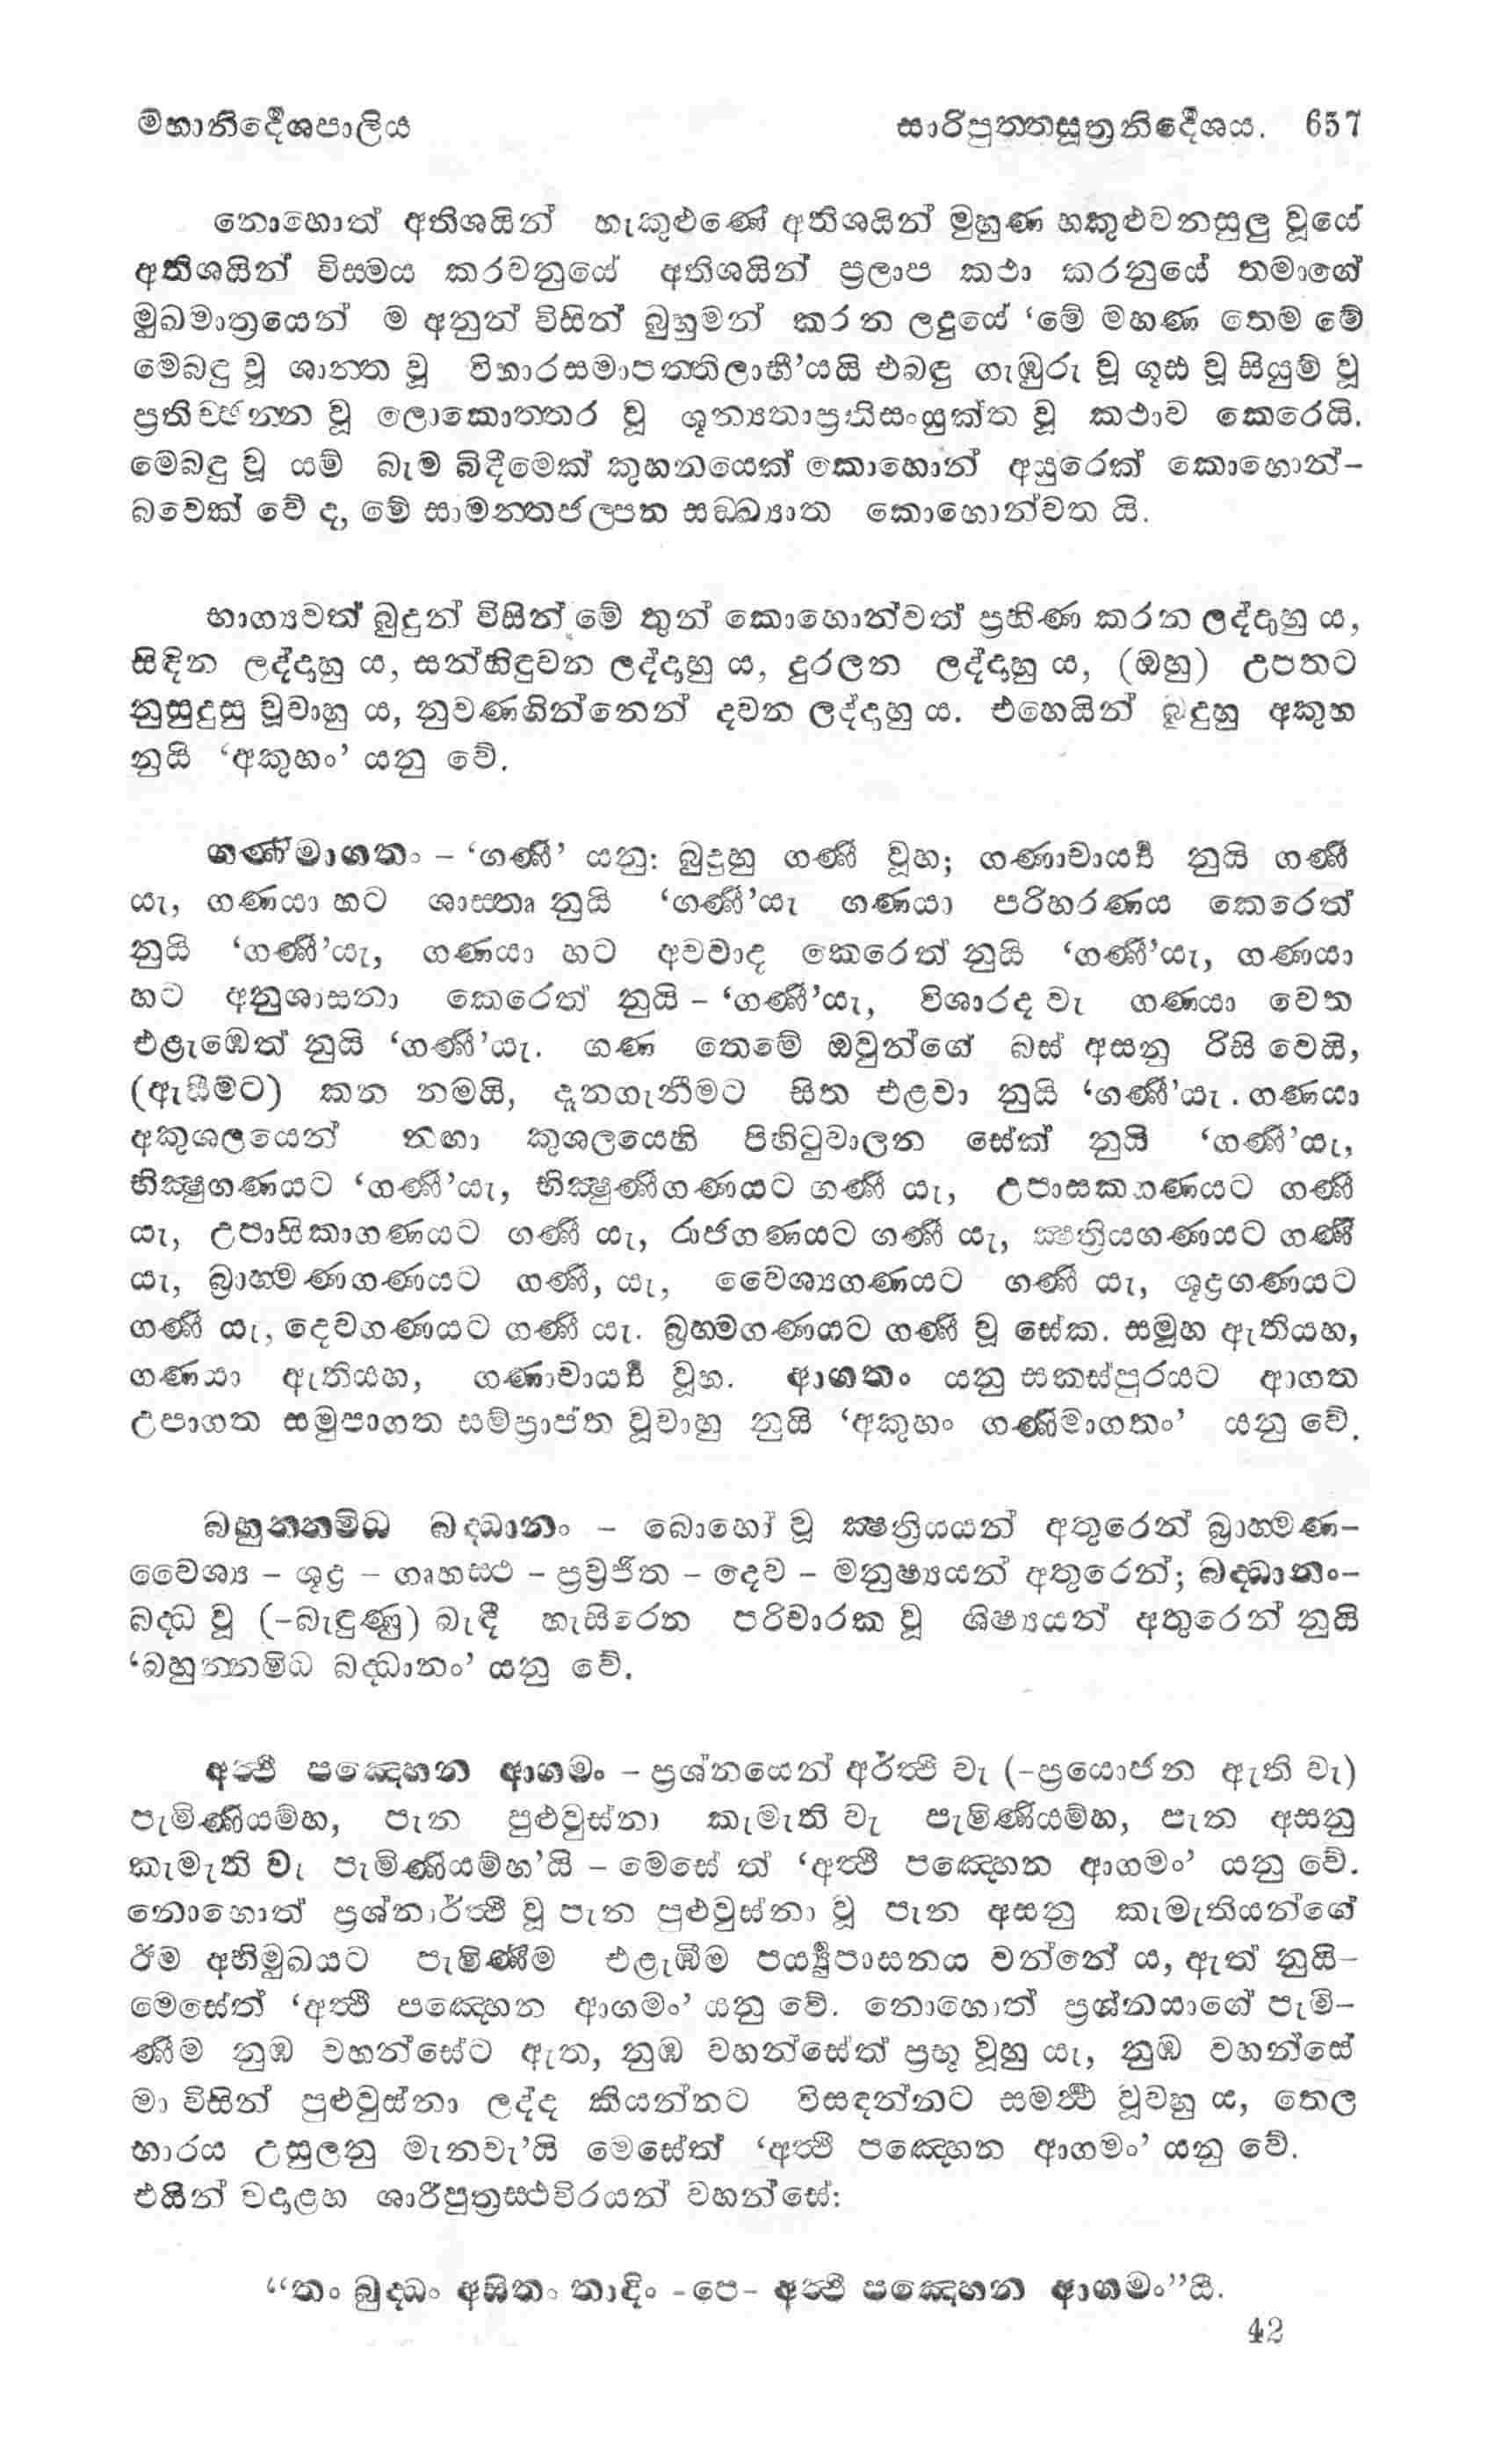 මහානිර්‍දෙශපාලිය සාරිපුත්තසූත්‍රනිර්‍දෙශය. 657
නොහොත් අතිශයින් හැකුළුණේ අතිශයින් මුහුණ හකුළුවනසුලු වූයේ
අතිශයින් විස්මය කරවනුයේ අතිශයින් ප්‍රලාප කථා කරනුයේ තමාගේ
මුඛමාත්‍රයෙන් ම අනුන් විසින් බුහුමන් කරන ලදුයේ ‘මේ මහණ තෙම මේ
මෙබඳු වූ ශාන්ත වූ විහාරසමාපත්තිලාභී’යයි එබඳු ගැඹුරු වූ ගූඪ වූ සියුම් වූ
ප්‍රතිච්ඡන්න වූ ලොකොත්තර වූ ශූන්‍යතාප්‍රතිසංයුක්ත වූ කථාව කෙරෙයි.
මෙබඳු වූ යම් බැම බිඳීමෙක් කුහනයෙක් කොහොන් අයුරෙක් කොහොන්-
බවෙක් වේ ද, මේ සාමන්තජල්පන සඞ්ඛ්‍යාත කොහොන්වත යි.
භාග්‍යවත් බුදුන් විසින් මේ තුන් කොහොන්වත් ප්‍රහීණ කරන ලද්දාහු ය,
සිඳින ලද්දාහු ය, සන්හිඳුවන ලද්දාහු ය, දුරලන ලද්දාහු ය, (ඔහු) උපතට
නුසුදුසු වූවාහු ය, නුවණගින්නෙන් දවන ලද්දාහු ය. එහෙයින් බුදුහු අකුහ
නුයි ‘අකුහං’ යනු වේ.
ගණිමාගතං – ‘ගණී’ යනු: බුදුහු ගණී වූහ; ගණාචාර්‍ය්‍ය නුයි ගණී
යැ, ගණයා හට ශාස්තෘ නුයි ‘ගණී’යැ ගණයා පරිහරණය කෙරෙත්
නුයි ‘ගණී’යැ, ගණයා හට අවවාද කෙරෙත් නුයි ‘ගණී’යැ, ගණයා
හට අනුශාසනා කෙරෙත් නුයි – ‘ගණී’යැ, විශාරද වැ ගණයා වෙත
එළැඹෙත් නුයි ‘ගණී’යැ. ගණ තෙමේ ඔවුන්ගේ බස් අසනු රිසි වෙයි,
(ඇසීමට) කන නමයි, දැනගැනීමට සිත එළවා නුයි ‘ගණී’යැ. ගණයා
අකුශලයෙන් නඟා කුශලයෙහි පිහිටුවාලන සේක් නුයි ‘ගණී’යැ,
භික්‍ෂුගණයට ‘ගණී’යැ, භික්‍ෂුණීගණයට ගණී යැ, උපාසකගණයට ගණී
යැ, උපාසිකාගණයට ගණී යැ, රාජගණයට ගණී යැ, ක්‍ෂත්‍රියගණයට ගණී
යැ, බ්‍රාහ්මණගණයට ගණී, යැ, වෛශ්‍යගණයට ගණී යැ, ශූද්‍රගණයට
ගණී යැ, දෙවගණයට ගණී යැ. බ්‍රහ්මගණයට ගණී වූ සේක. සමූහ ඇතියහ,
ගණයා ඇතියහ, ගණාචාර්‍ය්‍ය වූහ. ආගතං යනු සකස්පුරයට ආගත
උපාගත සමුපාගත සම්ප්‍රාප්ත වූවාහු නුයි ‘අකුහං ගණිමාගතං’ යනු වේ.
බහුන්නමිධ බද්ධානං – බොහෝ වූ ක්‍ෂත්‍රියයන් අතුරෙන් බ්‍රාහ්මණ-
වෛශ්‍ය – ශූද්‍ර – ගෘහස්ථ – ප්‍රව්‍රජිත – දෙව – මනුෂ්‍යයන් අතුරෙන්; බද්ධානං-
බද්ධ වූ (-බැඳුණු) බැඳී හැසිරෙන පරිචාරක වූ ශිෂ්‍යයන් අතුරෙන් නුයි
‘බහුන්නමිධ බද්ධානං’ යනු වේ.
අත්ථි පඤ්හෙන ආගමං – ප්‍රශ්නයෙන් අර්ත්ථි වැ (-ප්‍රයොජන ඇති වැ)
පැමිණියම්හ, පැන පුළුවුස්නා කැමැති වැ පැමිණියම්හ, පැන අසනු
කැමැති වැ පැමිණියම්හ’යි – මෙසේ ත් ‘අත්ථි පඤ්හෙන ආගමං’ යනු වේ.
නොහොත් ප්‍රශ්නාර්ත්ථි වූ පැන පුළුවුස්නා වූ පැන අසනු කැමැතියන්ගේ
ඊම අභිමුඛයට පැමිණීම එළැඹීම පර්‍ය්‍යුපාසනය වන්නේ ය, ඇත් නුයි-
මෙසේත් ‘අත්ථි පඤ්හෙන ආගමං’ යනු වේ. නොහොත් ප්‍රශ්නයාගේ පැමි-
ණීම නුඹ වහන්සේට ඇත, නුඹ වහන්සේත් ප්‍රභූ වූහු යැ, නුඹ වහන්සේ
මා විසින් පුළුවුස්නා ලද්ද කියන්නට විසඳන්නට සමර්‍ථ වූවහු ය, තෙල
භාරය උසුලනු මැනවැ’යි මෙසේත් ‘අත්ථි පඤ්හෙන ආගමං’ යනු වේ.
එයින් වදාළහ ශාරීපුත්‍රස්ථවිරයන් වහන්සේ:
“තං බුද්ධං අසිතං තාදිං -පෙ- අත්ථි පඤ්හෙන ආගමං”යි.
42